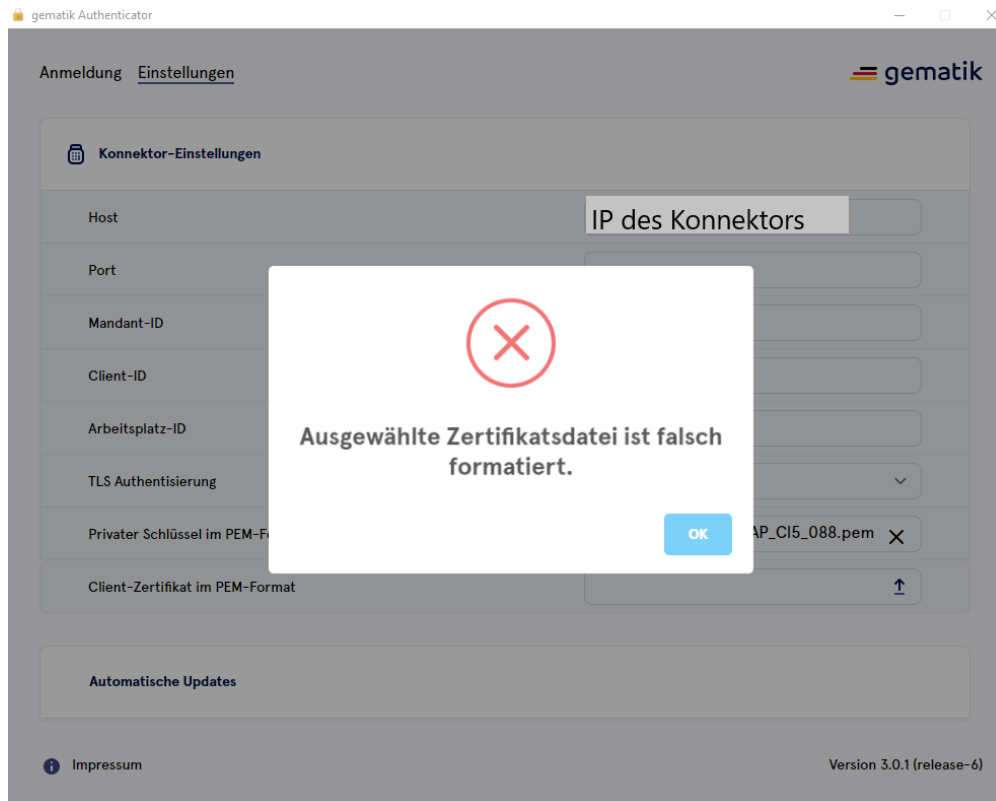 gematik Authenticator
Anmeldung Einstellungen
gematik
Konnektor-Einstellungen
Host
IP des Konnektors
Port
Mandant-ID
Client-ID
Arbeitsplatz-ID
Ausgewählte Zertifikatsdatei ist falsch
formatiert.
TLS Authentisierung
Privater Schlüssel im PEM-F
AP_CI5_088.pem
OK
Client-Zertifikat im PEM-Format
Automatische Updates
Impressum
Version 3.0.1 (release-6)